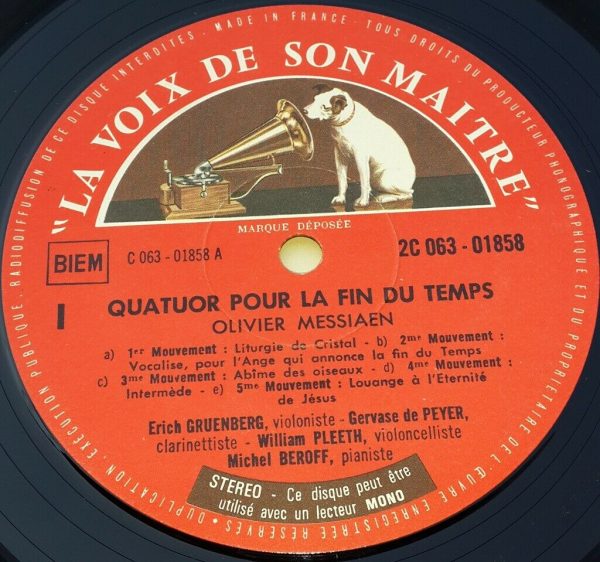 RADIODIFFUSION DE CE DISQUE INTERDITES · MADE IN FRANCE · TOUS DROITS DU PRODUCTEUR PHONOGRAPHIQUE ET DU PROPRIETAIRE DE L'ŒUVRE ENREGISTREE RESERVES · DUPLICATION, EXÉCUTION PUBLIQUE,
"LA VOIX DE SON MAITRE"
MARQUE DÉPOSÉE
BIEM
C 063 - 01858 A
2C 063 - 01858
I
QUATUOR POUR LA FIN DU TEMPS
OLIVIER MESSIAEN
a) 1er Mouvement : Liturgie de Cristal - b) 2me Mouvement :
Vocalise, pour l'Ange qui annonce la fin du Temps
c) 3me Mouvement : Abîme des oiseaux - d) 4me Mouvement :
Intermède - e) 5me Mouvement : Louange à l'Eternité
de Jésus
Erich GRUENBERG, violoniste - Gervase de PEYER,
clarinettiste - William PLEETH, violoncelliste
Michel BEROFF, pianiste
STEREO - Ce disque peut être
utilisé avec un lecteur MONO